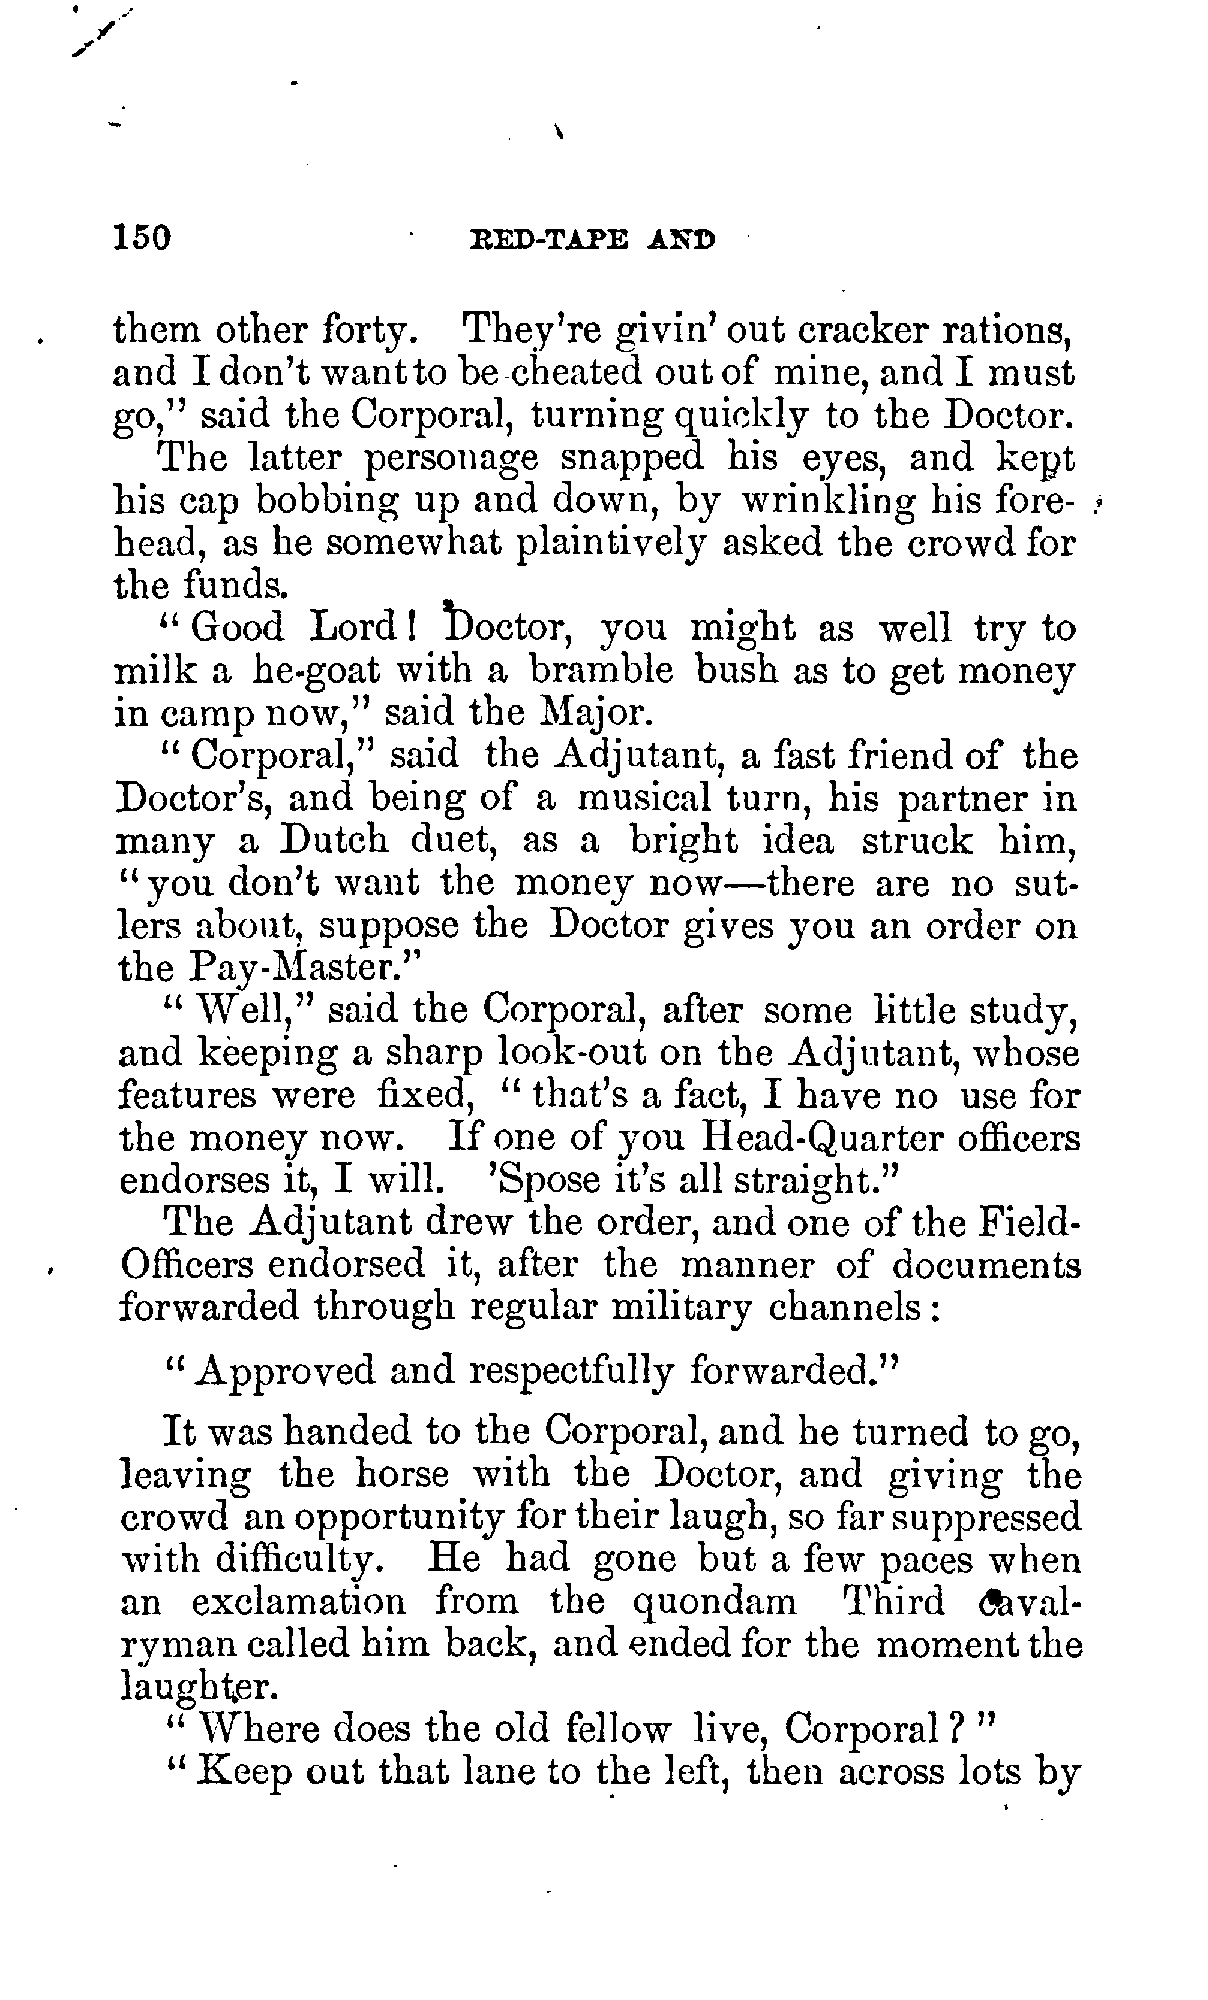 150 RED-TAPE AND
them other forty. They're givin' out cracker rations,
and I don't want to be cheated out of mine, and I must
go," said the Corporal, turning quickly to the Doctor.
The latter personage snapped his eyes, and kept
his cap bobbing up and down, by wrinkling his fore-
head, as he somewhat plaintively asked the crowd for
the funds.
"Good Lord! Doctor, you might as well try to
milk a he-goat with a bramble bush as to get money
in camp now," said the Major.
"Corporal," said the Adjutant, a fast friend of the
Doctor's, and being of a musical turn, his partner in
many a Dutch duet, as a bright idea struck him,
"you don't want the money now—there are no sut-
lers about, suppose the Doctor gives you an order on
the Pay-Master."
"Well," said the Corporal, after some little study,
and keeping a sharp look-out on the Adjutant, whose
features were fixed, "that's a fact, I have no use for
the money now. If one of you Head-Quarter officers
endorses it, I will. 'Spose it's all straight."
The Adjutant drew the order, and one of the Field-
Officers endorsed it, after the manner of documents
forwarded through regular military channels:
"Approved and respectfully forwarded."
It was handed to the Corporal, and he turned to go,
leaving the horse with the Doctor, and giving the
crowd an opportunity for their laugh, so far suppressed
with difficulty. He had gone but a few paces when
an exclamation from the quondam Third Caval-
ryman called him back, and ended for the moment the
laughter.
"Where does the old fellow live, Corporal?"
"Keep out that lane to the left, then across lots by